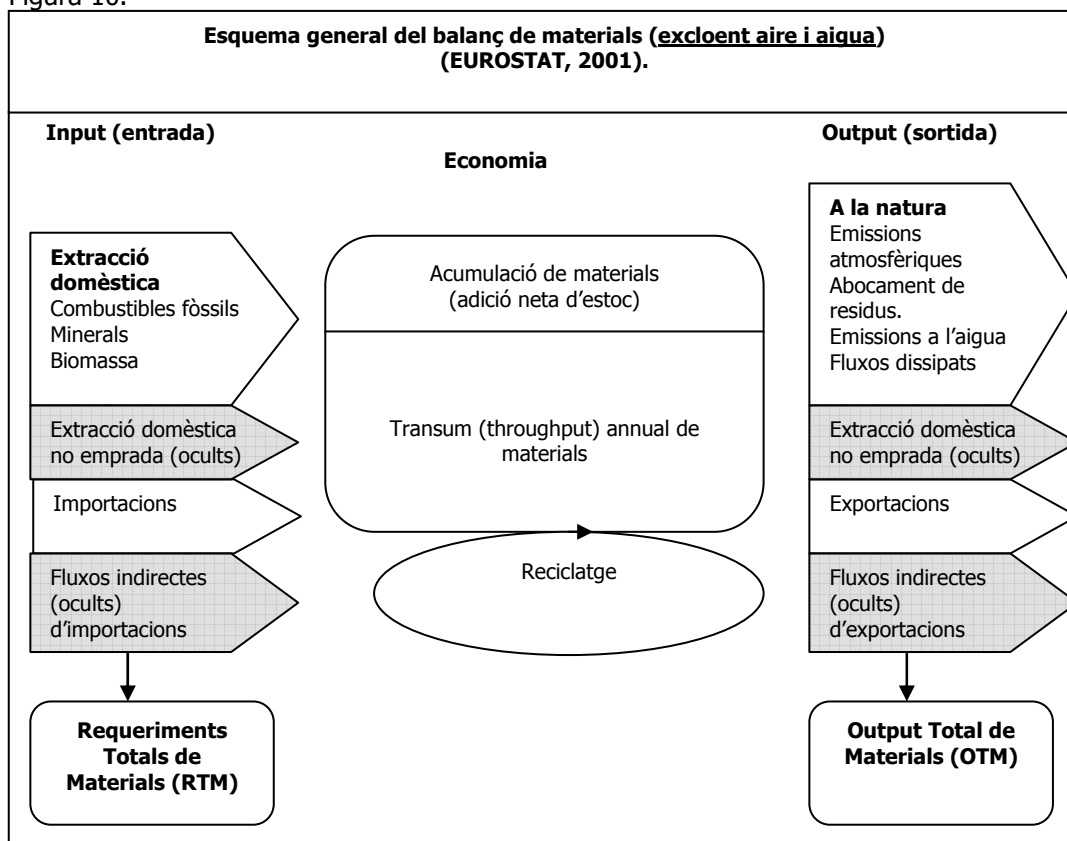 Figura 10.
Esquema general del balanç de materials (excloent aire i aigua)
(EUROSTAT, 2001).
Input (entrada)
Economia
Output (sortida)
Extracció
domèstica
Combustibles fòssils
Minerals
Biomassa
Extracció domèstica
no emprada (ocults)
Importacions
Fluxos indirectes
(ocults)
d’importacions
Requeriments
Totals de
Materials (RTM)
Acumulació de materials
(adició neta d’estoc)
Transum (throughput) annual de
materials
Reciclatge
A la natura
Emissions
atmosfèriques
Abocament de
residus.
Emissions a l’aigua
Fluxos dissipats
Extracció domèstica
no emprada (ocults)
Exportacions
Fluxos indirectes
(ocults)
d’exportacions
Output Total de
Materials (OTM)